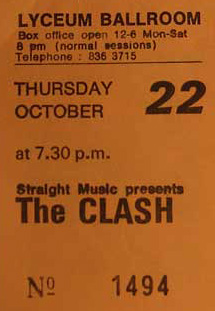 LYCEUM BALLROOM
Box office open 12-6 Mon-Sat
8 pm (normal sessions)
Telephone : 836 3715
THURSDAY
OCTOBER 22
at 7.30 p.m.
Straight Music presents
The CLASH
Nº 1494